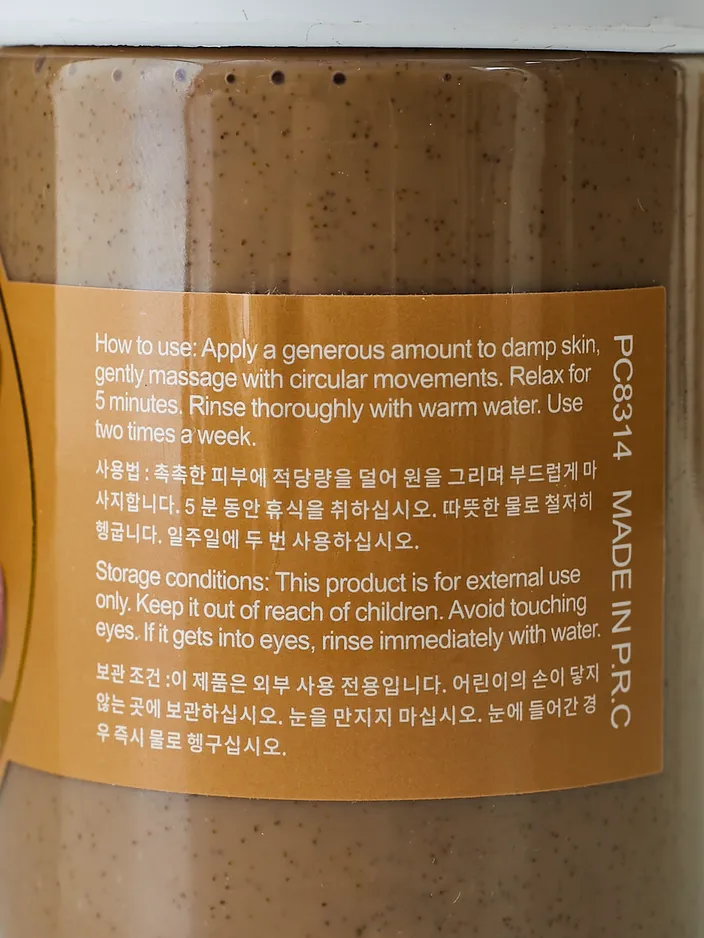 How to use: Apply a generous amount to damp skin,
gently massage with circular movements. Relax for
5 minutes. Rinse thoroughly with warm water. Use
two times a week.
사용법 : 촉촉한 피부에 적당량을 덜어 원을 그리며 부드럽게 마
사지합니다. 5 분 동안 휴식을 취하십시오. 따뜻한 물로 철저히
헹굽니다. 일주일에 두 번 사용하십시오.
Storage conditions: This product is for external use
only. Keep it out of reach of children. Avoid touching
eyes. If it gets into eyes, rinse immediately with water.
보관 조건 :이 제품은 외부 사용 전용입니다. 어린이의 손이 닿지
않는 곳에 보관하십시오. 눈을 만지지 마십시오. 눈에 들어간 경
우 즉시 물로 헹구십시오.
PC8314 MADE IN P.R.C